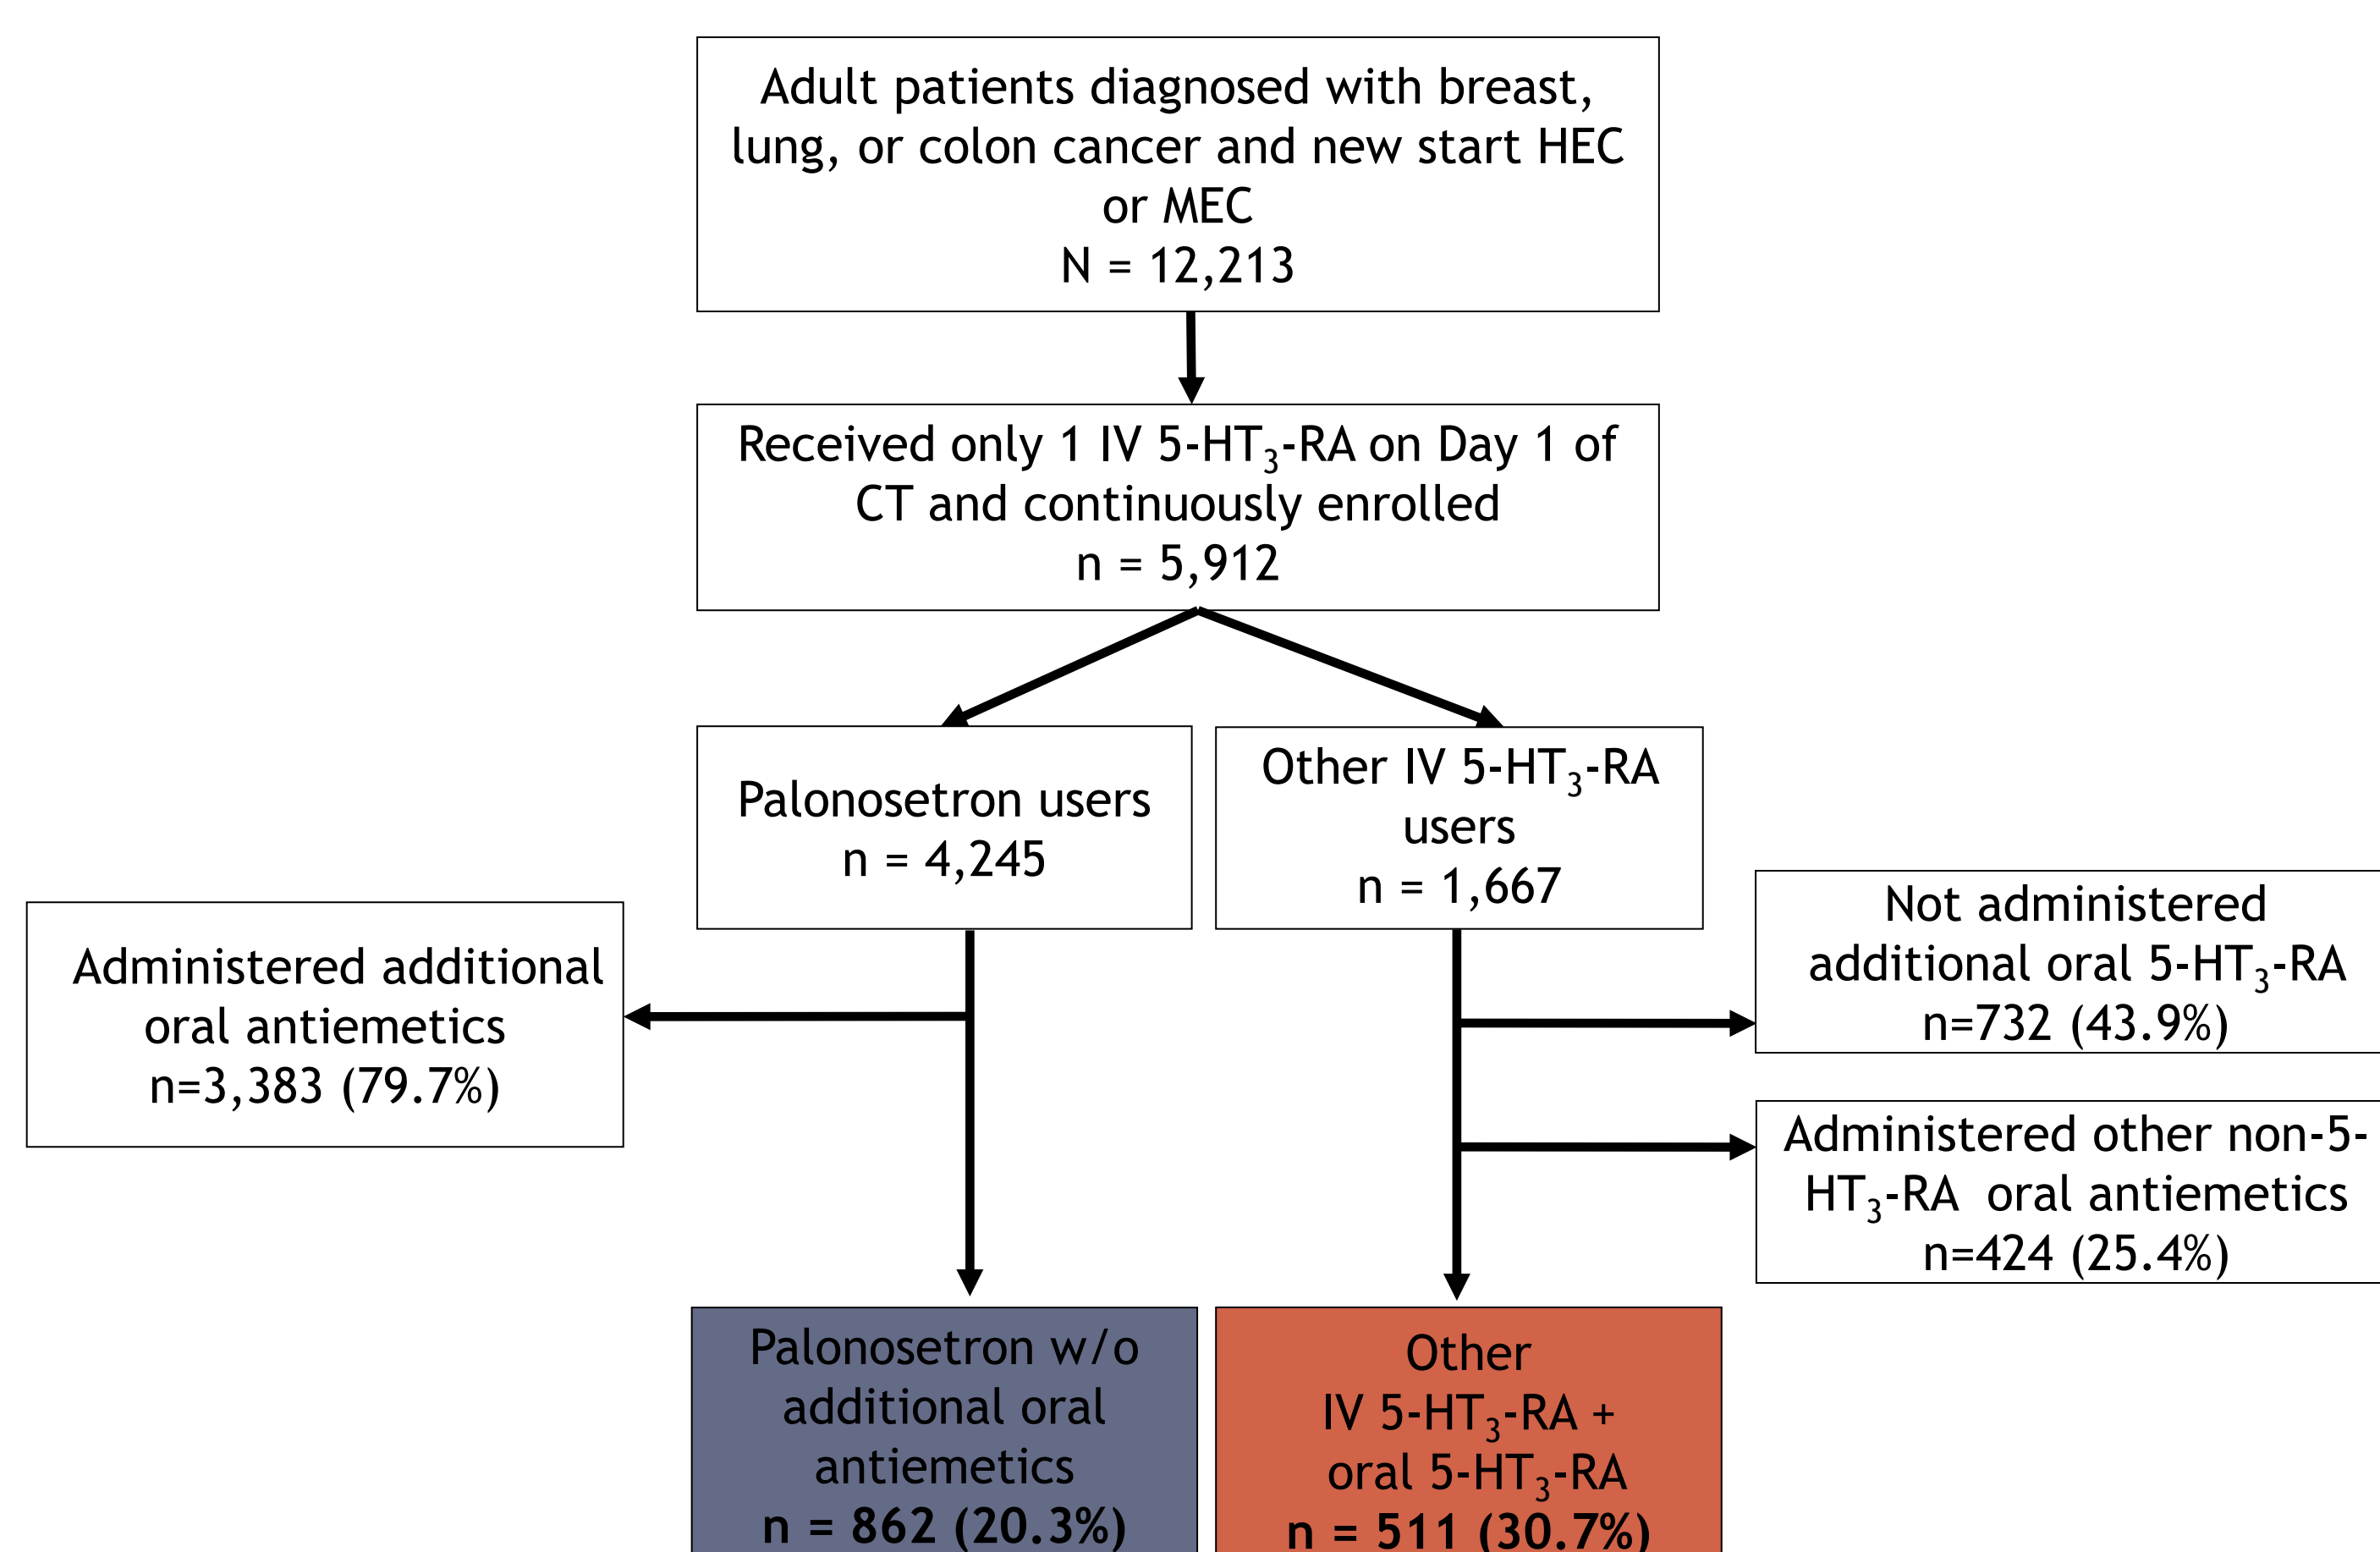 Adult patients diagnosed with breast,
lung, or colon cancer and new start HEC
or MEC
N = 12,213
Received only 1 IV 5-HT₃-RA on Day 1 of
CT and continuously enrolled
n = 5,912
Palonosetron users
n = 4,245
Other IV 5-HT₃-RA
users
n = 1,667
Administered additional
oral antiemetics
n=3,383 (79.7%)
Not administered
additional oral 5-HT₃-RA
n=732 (43.9%)
Administered other non-5-
HT₃-RA oral antiemetics
n=424 (25.4%)
Palonosetron w/o
additional oral
antiemetics
n = 862 (20.3%)
Other
IV 5-HT₃-RA +
oral 5-HT₃-RA
n = 511 (30.7%)